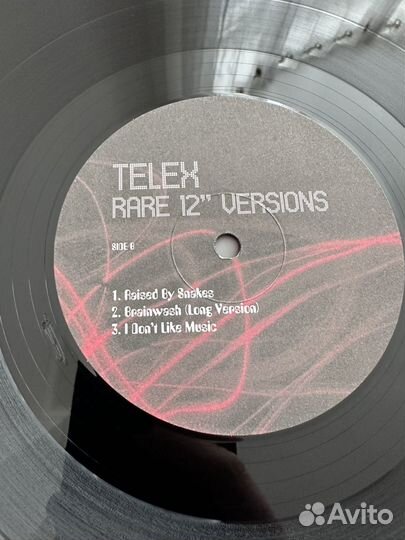 TELEX
RARE 12" VERSIONS
SIDE B
1. Raised By Snakes
2. Brainwash (Long Version)
3. I Don't Like Music
Avito